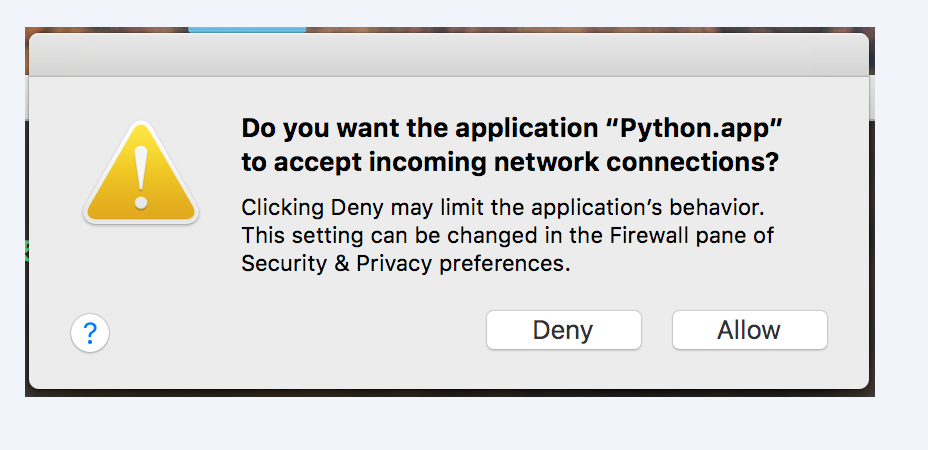 Do you want the application “Python.app”
to accept incoming network connections?
Clicking Deny may limit the application’s behavior.
This setting can be changed in the Firewall pane of
Security & Privacy preferences.
?
Deny
Allow